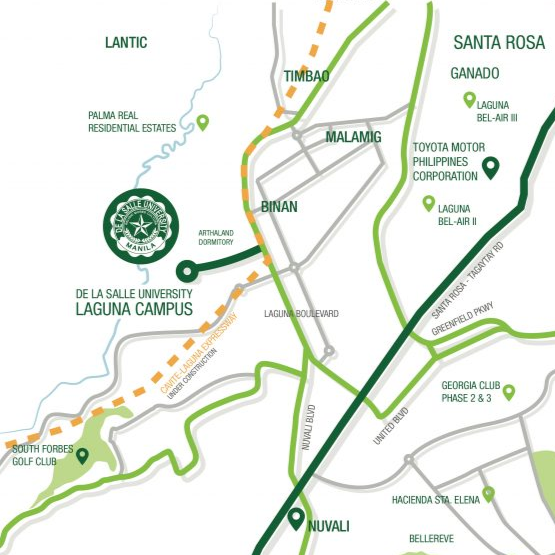 LANTIC
SANTA ROSA
TIMBAO
GANADO
LAGUNA
BEL-AIR III
PALMA REAL
RESIDENTIAL ESTATES
MALAMIG
TOYOTA MOTOR
PHILIPPINES
CORPORATION
DE LA SALLE UNIVERSITY
MANILA
BINAN
LAGUNA
BEL-AIR II
ARTHALAND
DORMITORY
SANTA ROSA - TAGAYTAY RD
DE LA SALLE UNIVERSITY
LAGUNA CAMPUS
LAGUNA BOULEVARD
GREENFIELD PKWY
CAVITE-LAGUNA EXPRESSWAY
UNDER CONSTRUCTION
GEORGIA CLUB
PHASE 2 & 3
NUVALI BLVD
UNITED BLVD
SOUTH FORBES
GOLF CLUB
HACIENDA STA. ELENA
NUVALI
BELLEREVE